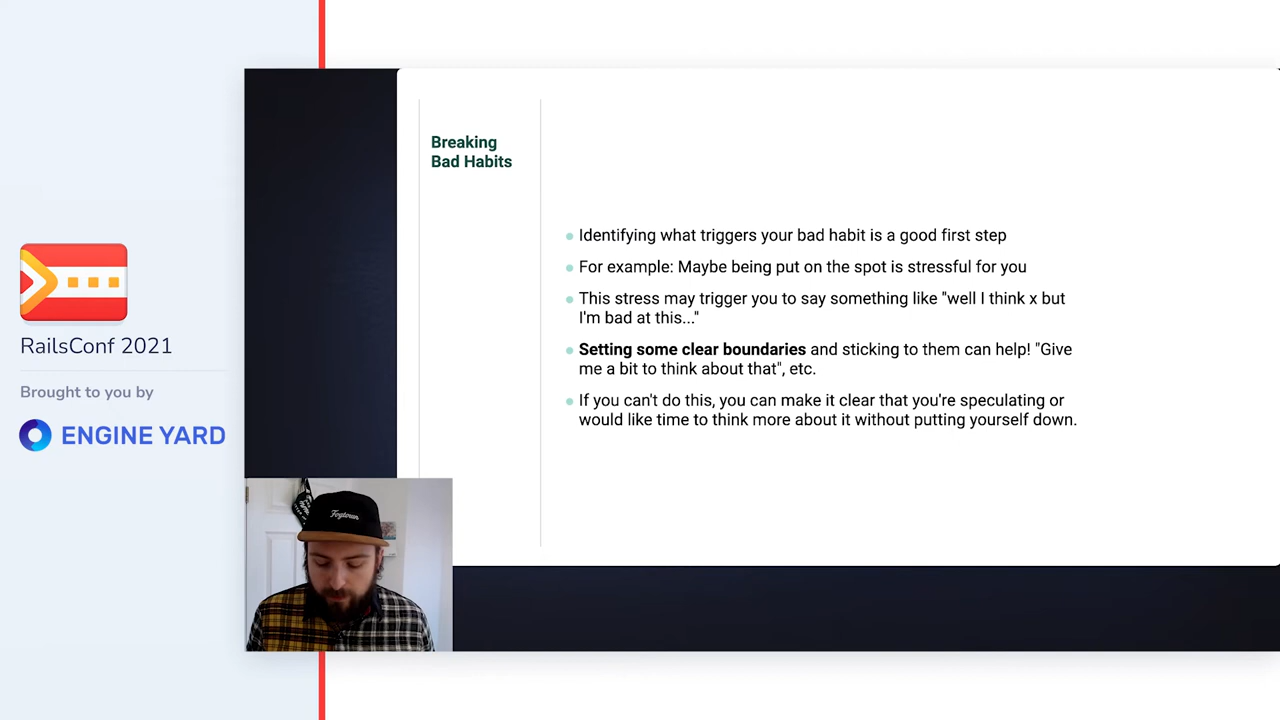 RailsConf 2021
Brought to you by
ENGINE YARD
Breaking
Bad Habits
Identifying what triggers your bad habit is a good first step
For example: Maybe being put on the spot is stressful for you
This stress may trigger you to say something like "well I think x but
I'm bad at this..."
Setting some clear boundaries and sticking to them can help! "Give
me a bit to think about that", etc.
If you can't do this, you can make it clear that you're speculating or
would like time to think more about it without putting yourself down.